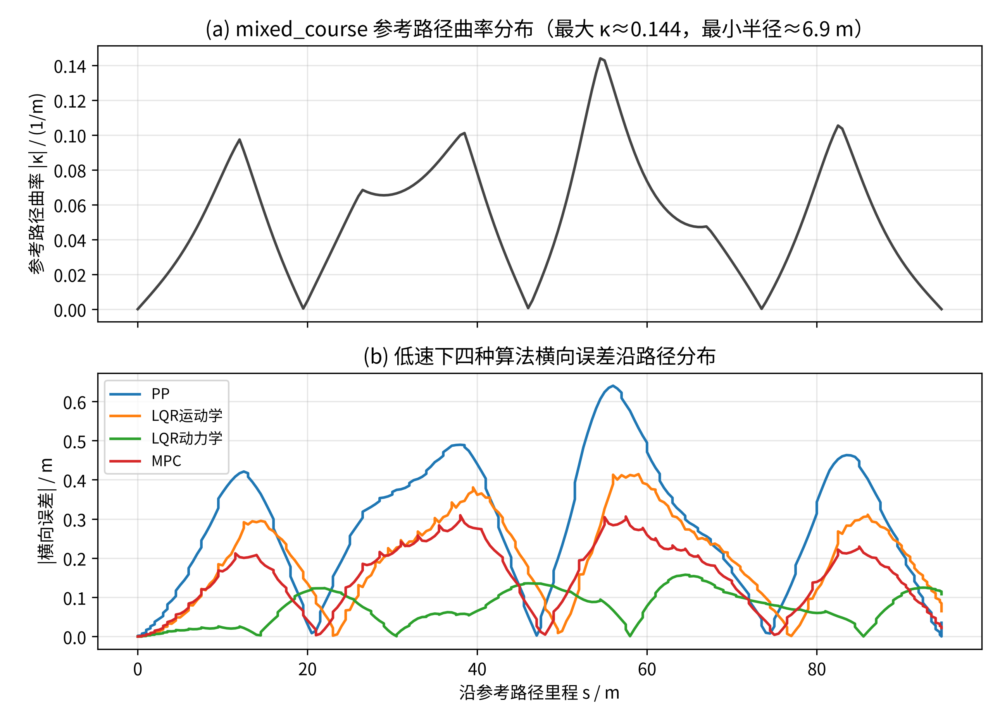 (a) mixed_course 参考路径曲率分布（最大 κ≈0.144，最小半径≈6.9 m）
参考路径曲率 |κ| / (1/m)
0.14
0.12
0.10
0.08
0.06
0.04
0.02
0.00
(b) 低速下四种算法横向误差沿路径分布
|横向误差| / m
0.6
0.5
0.4
0.3
0.2
0.1
0.0
PP
LQR运动学
LQR动力学
MPC
0 20 40 60 80
沿参考路径里程 s / m